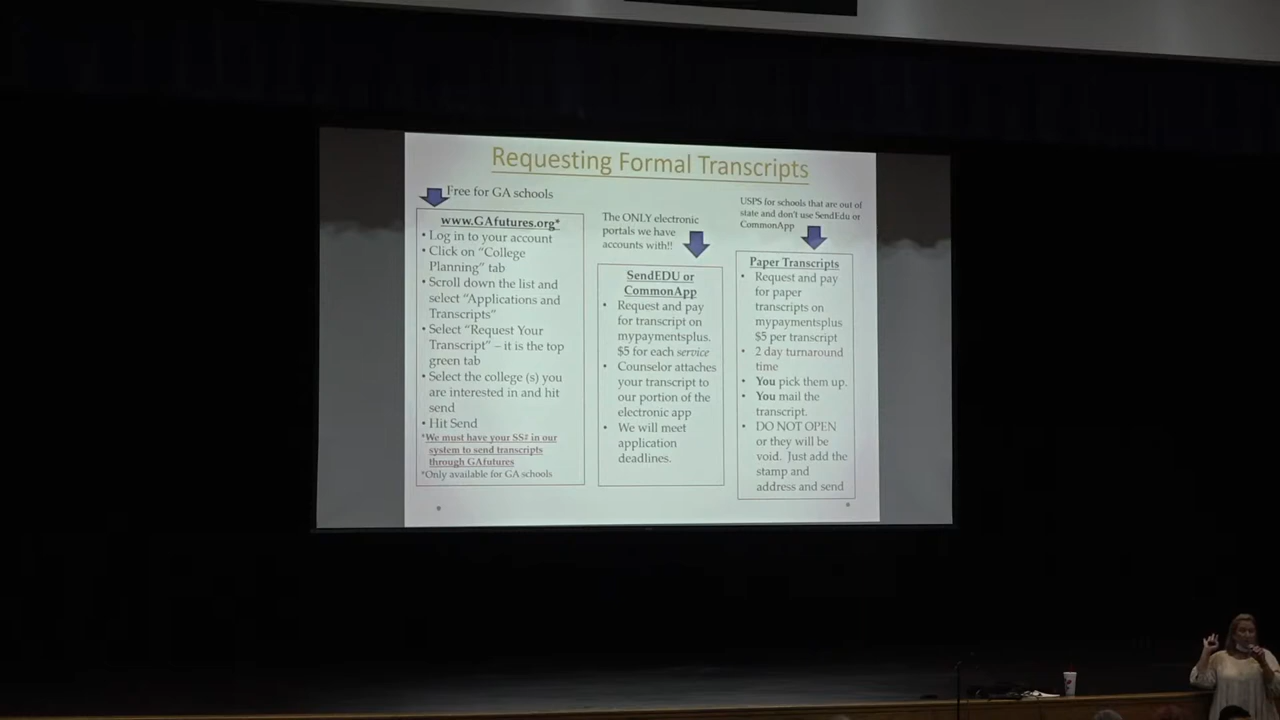 Requesting Formal Transcripts
Free for GA schools
www.GAfutures.org*
• Log in to your account
• Click on "College
Planning" tab
• Scroll down the list and
select "Applications and
Transcripts"
• Select "Request Your
Transcript" – it is the top
green tab
• Select the college (s) you
are interested in and hit
send
• Hit Send
*We must have your SS# in our
system to send transcripts
through GAfutures
*Only available for GA schools
The ONLY electronic
portals we have
accounts with!!
SendEDU or
CommonApp
• Request and pay
for transcript on
mypaymentsplus.
$5 for each service
• Counselor attaches
your transcript to
our portion of the
electronic app
• We will meet
application
deadlines.
USPS for schools that are out of
state and don't use SendEdu or
CommonApp
Paper Transcripts
• Request and pay
for paper
transcripts on
mypaymentsplus
$5 per transcript
• 2 day turnaround
time
• You pick them up.
• You mail the
transcript.
• DO NOT OPEN
or they will be
void. Just add the
stamp and
address and send